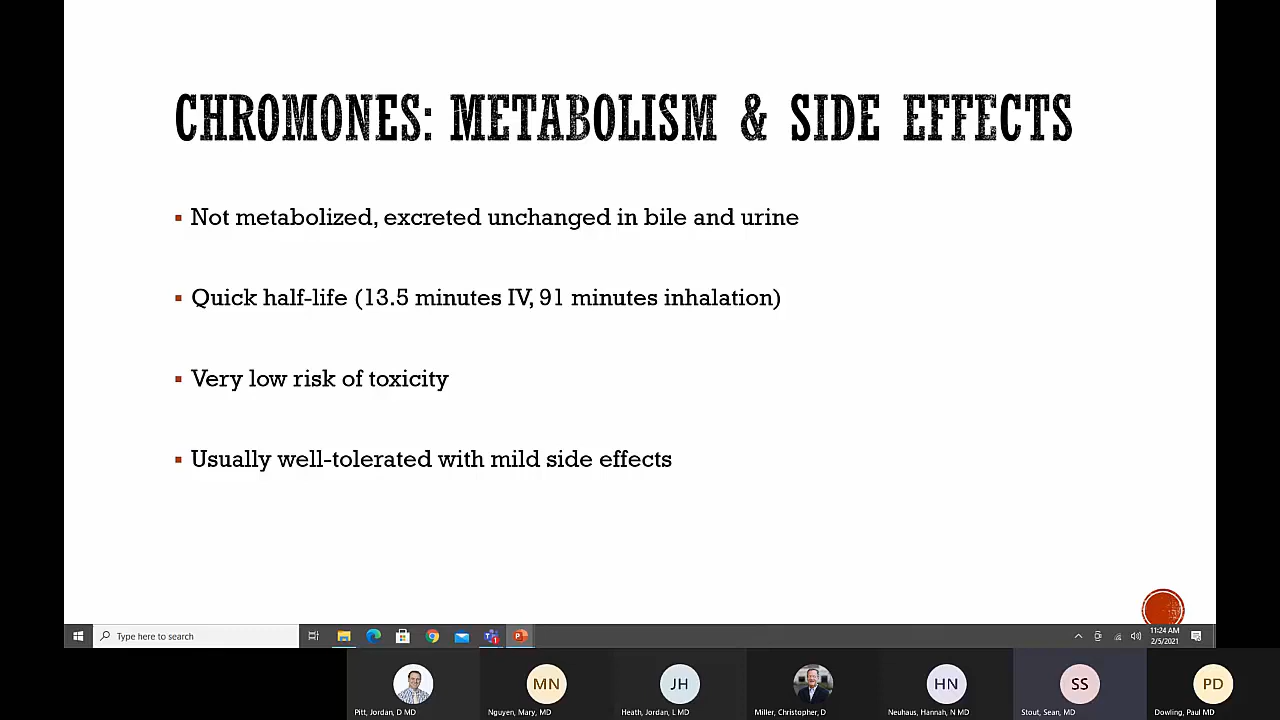 CHROMONES: METABOLISM & SIDE EFFECTS
Not metabolized, excreted unchanged in bile and urine
Quick half-life (13.5 minutes IV, 91 minutes inhalation)
Very low risk of toxicity
Usually well-tolerated with mild side effects
Type here to search
11:24 AM
2/5/2021
MN
JH
HN
SS
PD
Pitt, Jordan, D MD
Nguyen, Mary, MD
Heath, Jordan, L MD
Miller, Christopher, D
Neuhaus, Hannah, N MD
Stout, Sean, MD
Dowling, Paul MD